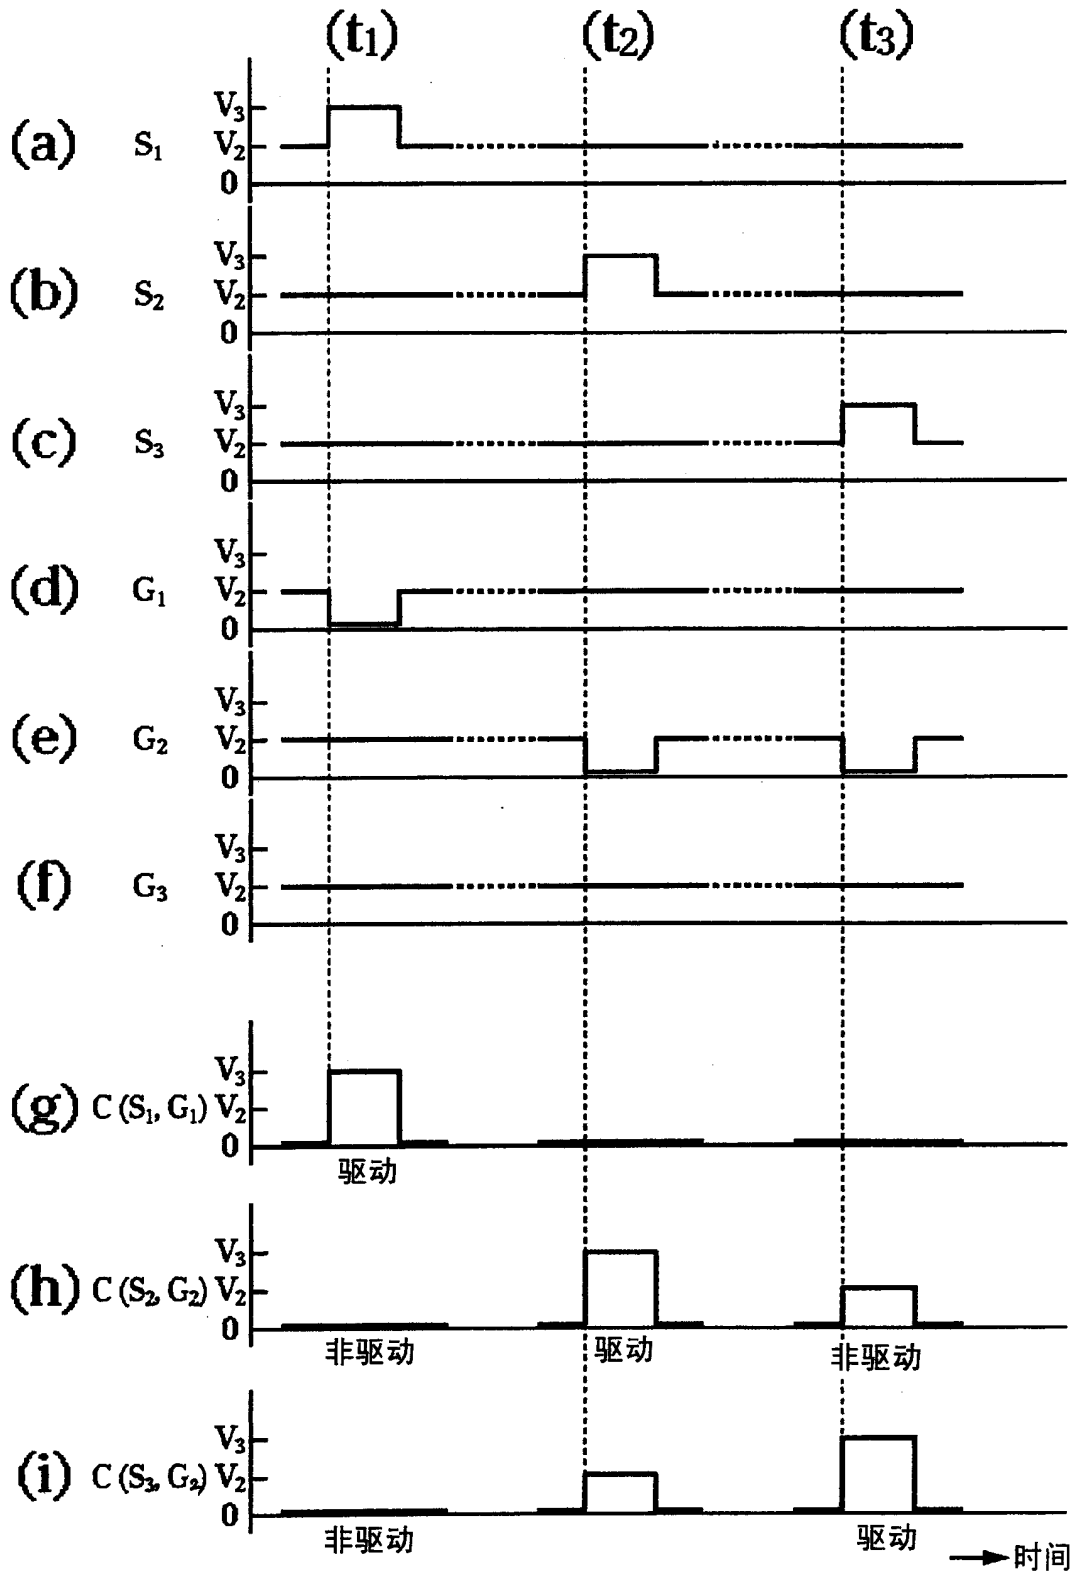 (t1) (t2) (t3)
(a) S1 V3 V2 0
(b) S2 V3 V2 0
(c) S3 V3 V2 0
(d) G1 V3 V2 0
(e) G2 V3 V2 0
(f) G3 V3 V2 0
(g) C (S1, G1) V3 V2 0
驱动
(h) C (S2, G2) V3 V2 0
非驱动 驱动 非驱动
(i) C (S3, G2) V3 V2 0
非驱动 驱动
时间